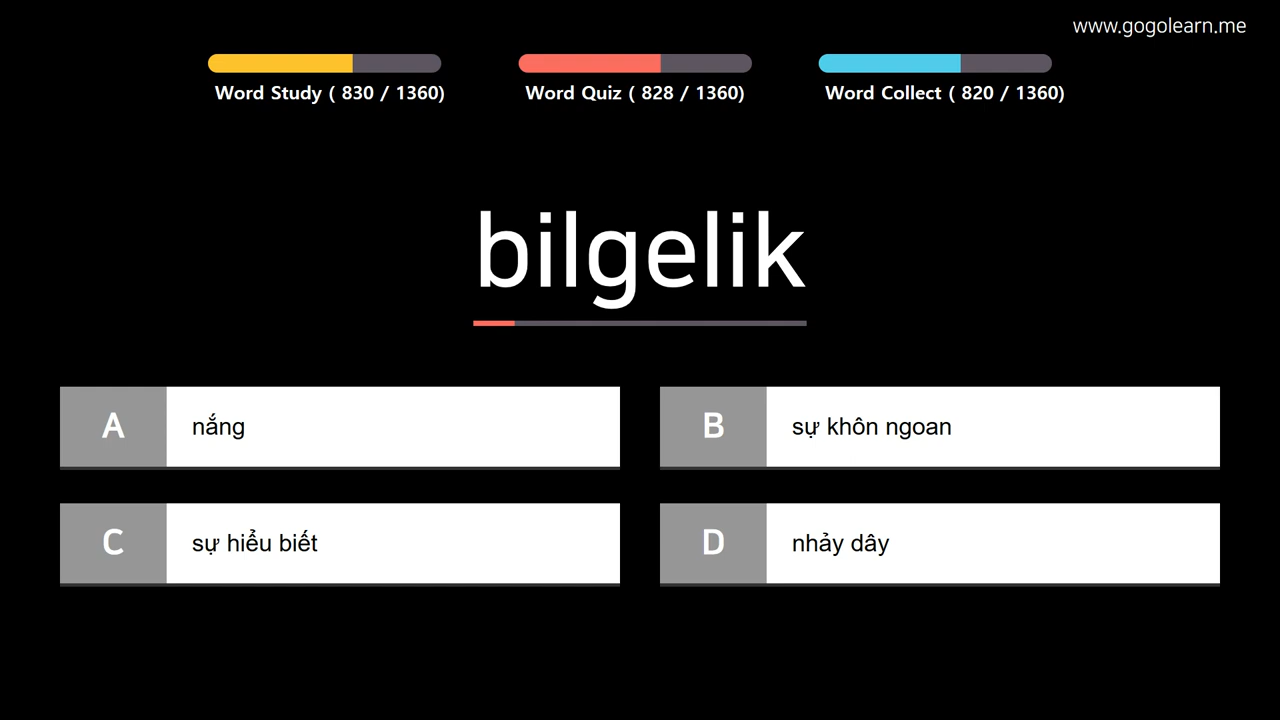 www.gogolearn.me
Word Study ( 830 / 1360)
Word Quiz ( 828 / 1360)
Word Collect ( 820 / 1360)
bilgelik
A
nắng
B
sự khôn ngoan
C
sự hiểu biết
D
nhảy dây